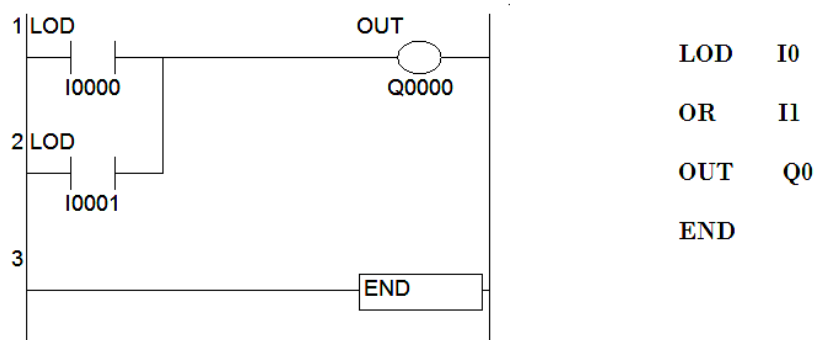 1 LOD OUT
I0000 Q0000
2 LOD
I0001
3
END
LOD I0
OR I1
OUT Q0
END